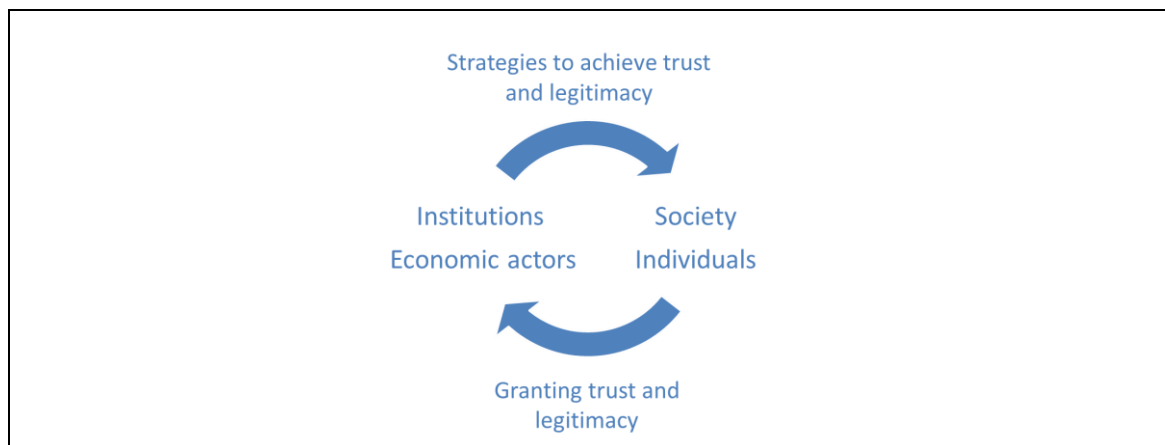 Strategies to achieve trust
and legitimacy
Institutions
Society
Economic actors
Individuals
Granting trust and
legitimacy